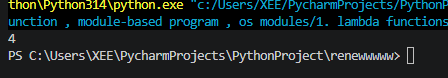 thon\Python314\python.exe "c:/Users/XEE/PycharmProjects/PythonP
unction , module-based program , os modules/1. lambda functions
4
PS C:\Users\XEE\PycharmProjects\PythonProject\renewwwww>